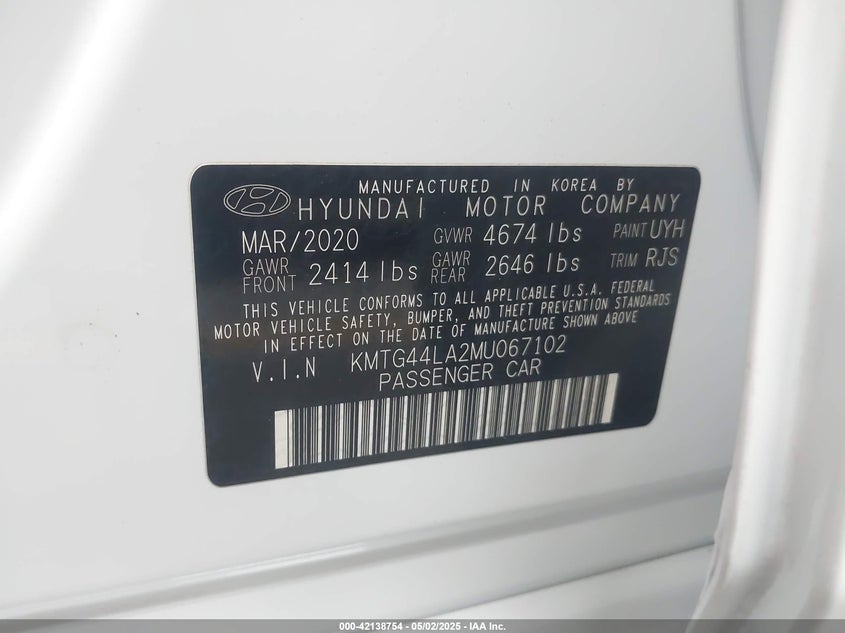 MANUFACTURED IN KOREA BY
HYUNDAI MOTOR COMPANY
MAR/2020 GVWR 4674 lbs PAINT UYH
GAWR FRONT 2414 lbs GAWR REAR 2646 lbs TRIM RJS
THIS VEHICLE CONFORMS TO ALL APPLICABLE U.S.A. FEDERAL
MOTOR VEHICLE SAFETY, BUMPER, AND THEFT PREVENTION STANDARDS
IN EFFECT ON THE DATE OF MANUFACTURE SHOWN ABOVE
V.I.N KMTG44LA2MU067102
PASSENGER CAR
000-42138754 - 05/02/2025 - IAA Inc.